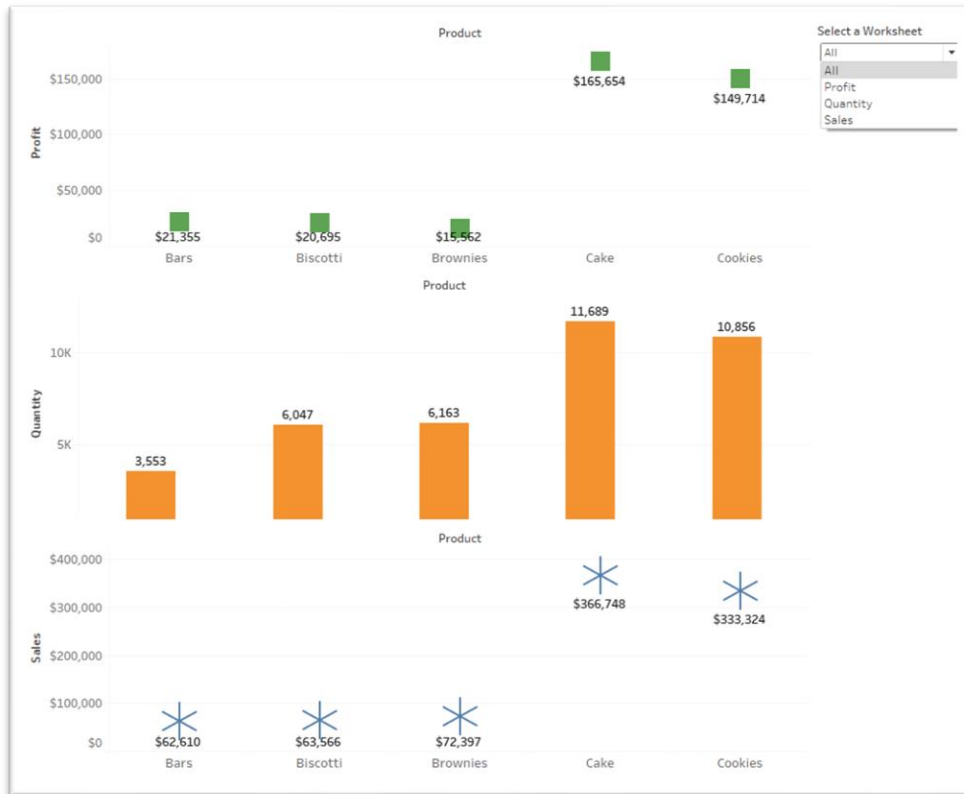 Product
Select a Worksheet
All
All
Profit
Quantity
Sales
Profit
$150,000
$100,000
$50,000
$0
$165,654
$149,714
$21,355
$20,695
$15,562
Bars
Biscotti
Brownies
Cake
Cookies
Product
Quantity
10K
5K
3,553
6,047
6,163
11,689
10,856
Product
Sales
$400,000
$300,000
$200,000
$100,000
$0
$366,748
$333,324
$62,610
$63,566
$72,397
Bars
Biscotti
Brownies
Cake
Cookies